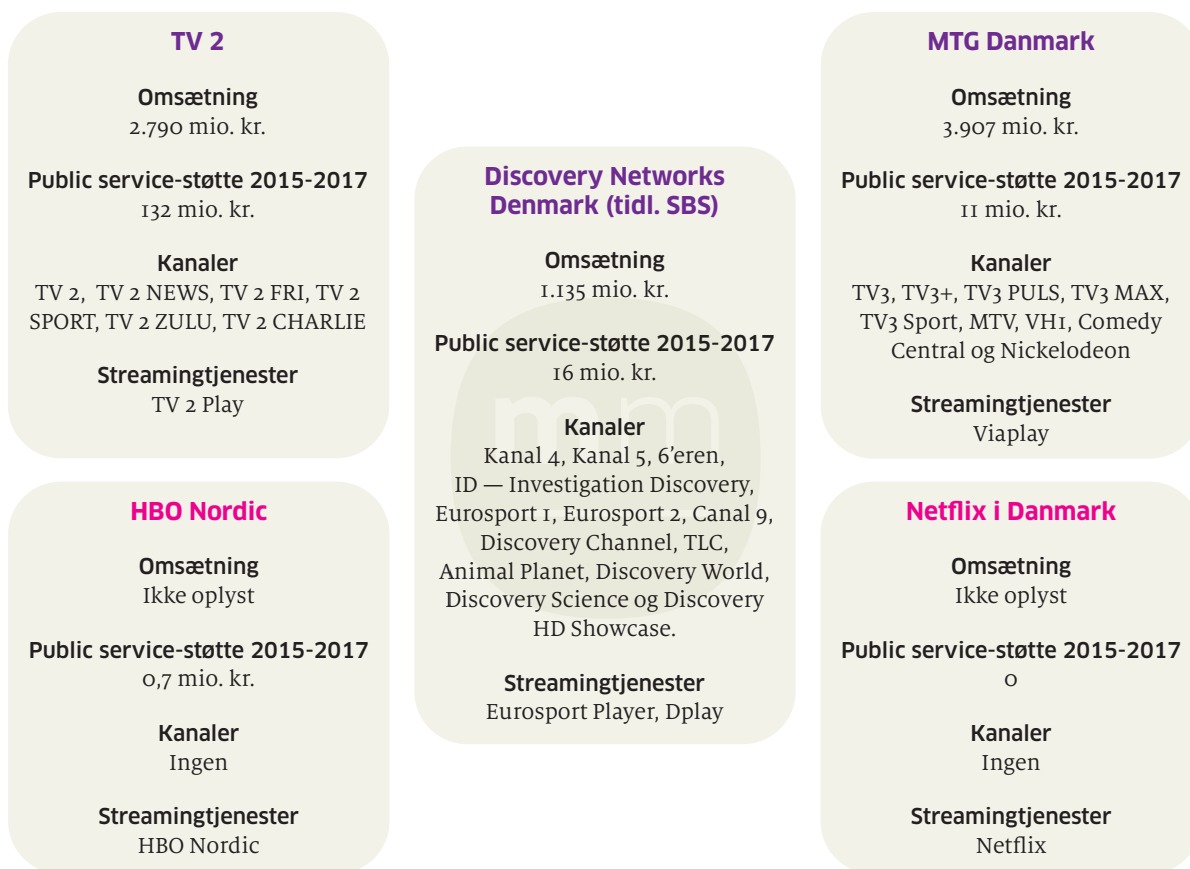 TV 2
Omsætning
2.790 mio. kr.
Public service-støtte 2015-2017
132 mio. kr.
Kanaler
TV 2, TV 2 NEWS, TV 2 FRI, TV 2
SPORT, TV 2 ZULU, TV 2 CHARLIE
Streamingtjenester
TV 2 Play
HBO Nordic
Omsætning
Ikke oplyst
Public service-støtte 2015-2017
0,7 mio. kr.
Kanaler
Ingen
Streamingtjenester
HBO Nordic
Discovery Networks
Denmark (tidl. SBS)
Omsætning
1.135 mio. kr.
Public service-støtte 2015-2017
16 mio. kr.
mm
Kanaler
Kanal 4, Kanal 5, 6’eren,
ID — Investigation Discovery,
Eurosport 1, Eurosport 2, Canal 9,
Discovery Channel, TLC,
Animal Planet, Discovery World,
Discovery Science og Discovery
HD Showcase.
Streamingtjenester
Eurosport Player, Dplay
MTG Danmark
Omsætning
3.907 mio. kr.
Public service-støtte 2015-2017
11 mio. kr.
Kanaler
TV3, TV3+, TV3 PULS, TV3 MAX,
TV3 Sport, MTV, VH1, Comedy
Central og Nickelodeon
Streamingtjenester
Viaplay
Netflix i Danmark
Omsætning
Ikke oplyst
Public service-støtte 2015-2017
0
Kanaler
Ingen
Streamingtjenester
Netflix